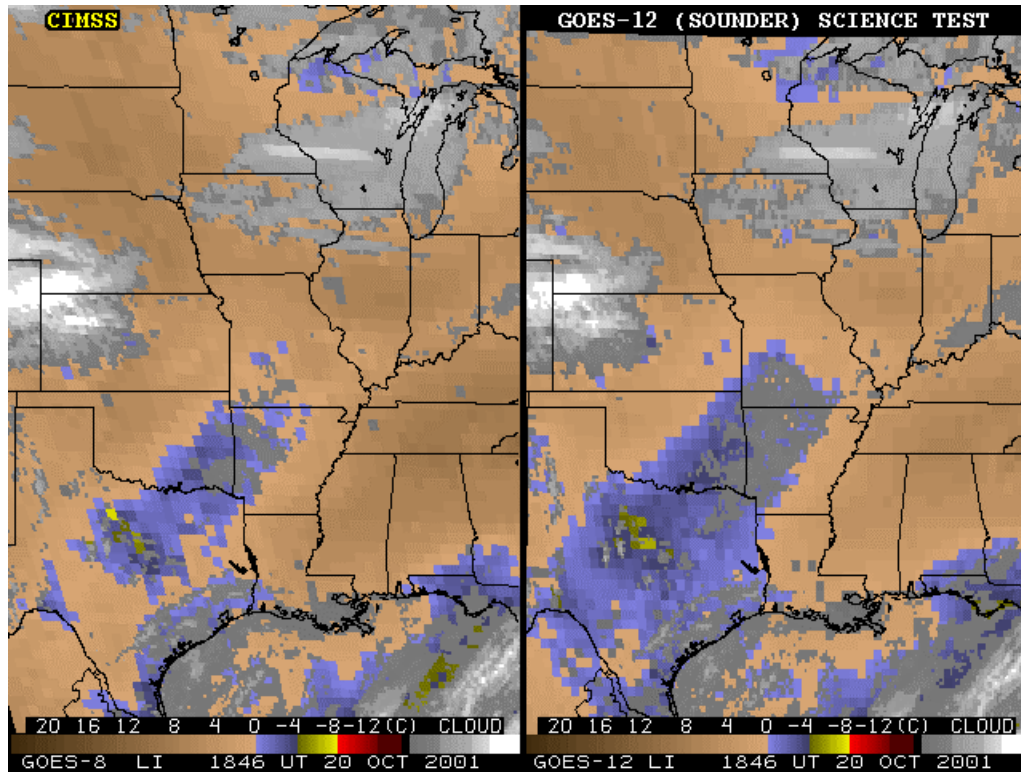 CIMSS
GOES-12 (SOUNDER) SCIENCE TEST
20 16 12 8 4 0 -4 -8-12(C) CLOUD
20 16 12 8 4 0 -4 -8-12(C) CLOUD
GOES-8 LI 1846 UT 20 OCT 2001
GOES-12 LI 1846 UT 20 OCT 2001